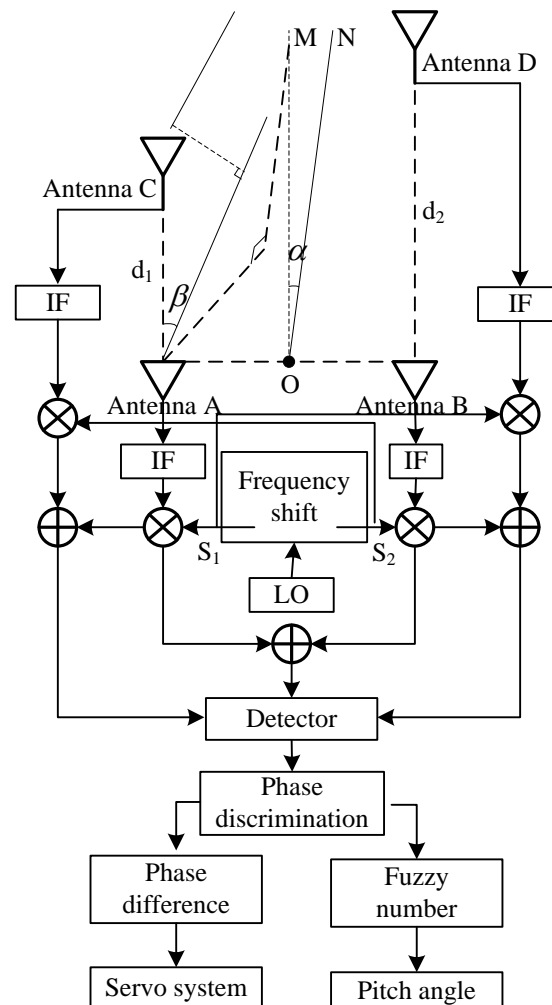 M N
Antenna D
Antenna C
d₁
β
α
d₂
IF
IF
O
Antenna A
Antenna B
IF
IF
Frequency
shift
S₁
S₂
LO
Detector
Phase
discrimination
Phase
difference
Fuzzy
number
Servo system
Pitch angle